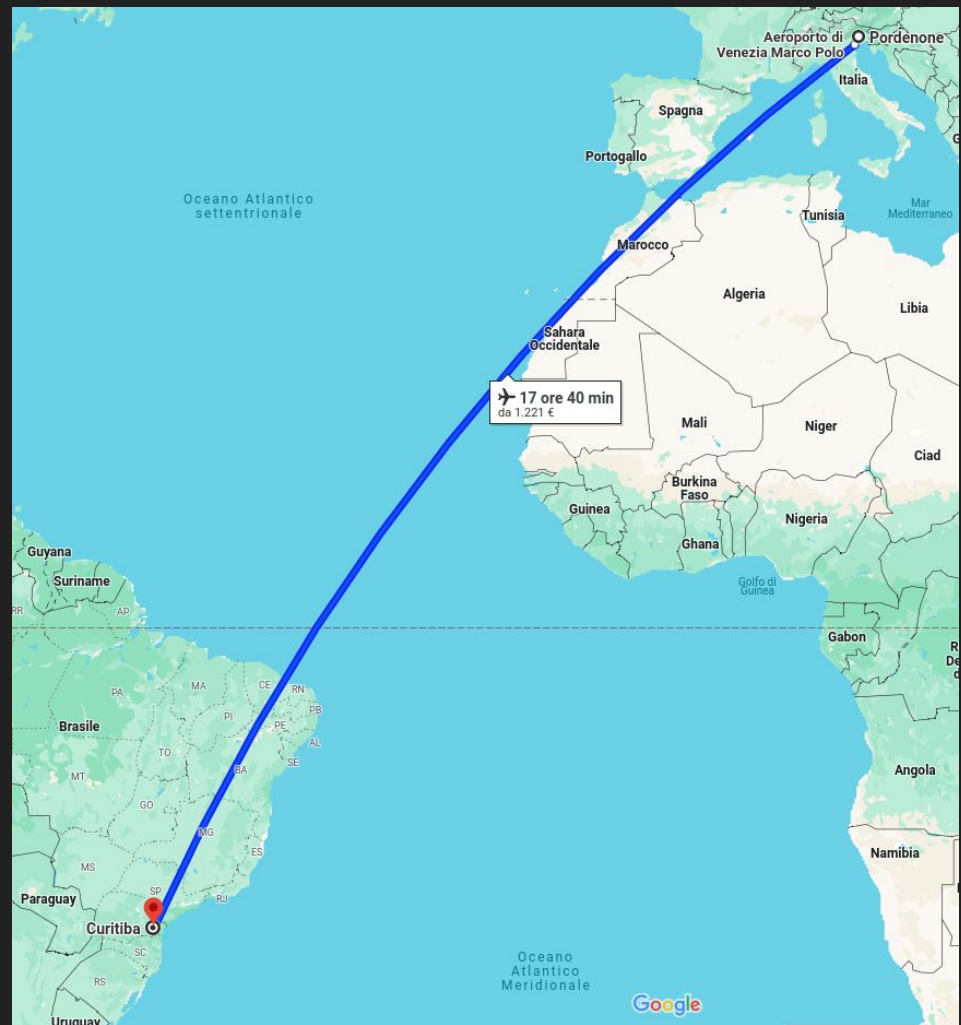 Aeroporto di
Venezia Marco Polo
Pordenone
Italia
Spagna
Portogallo
Oceano Atlantico
settentrionale
Mar
Mediterraneo
Tunisia
Marocco
Algeria
Libia
Sahara
Occidentale
17 ore 40 min
da 1.221 €
Mali
Niger
Ciad
Burkina
Faso
Guinea
Nigeria
Ghana
Guyana
Suriname
Golfo di
Guinea
RR
AP
Gabon
R
De
d
PA
MA
CE
RN
PB
PI
PE
AL
SE
Brasile
TO
BA
MT
GO
MG
Angola
ES
MS
Namibia
SP
RJ
Paraguay
Curitiba
SC
RS
Oceano
Atlantico
Meridionale
Google
Uruguay